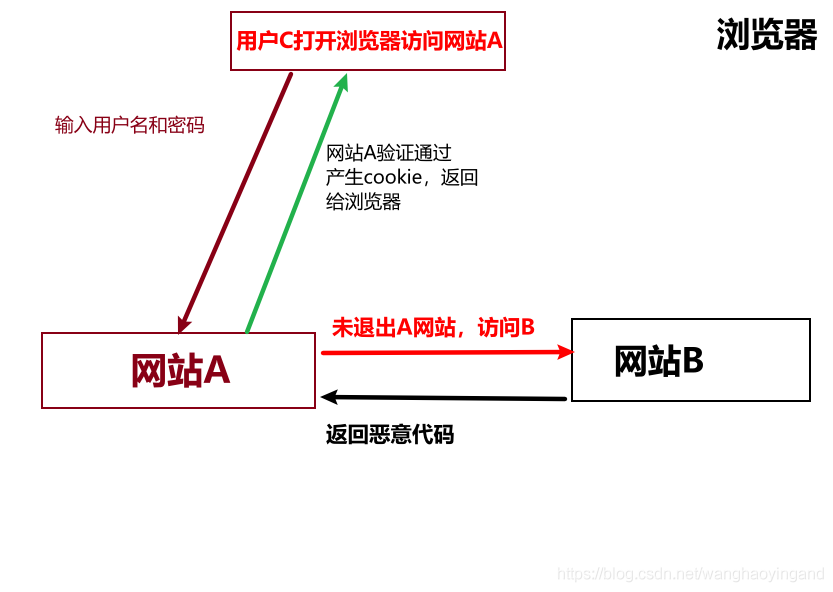 用户C打开浏览器访问网站A
浏览器
输入用户名和密码
网站A验证通过
产生cookie，返回
给浏览器
未退出A网站，访问B
网站A
网站B
返回恶意代码
https://blog.csdn.net/wanghaoyingand